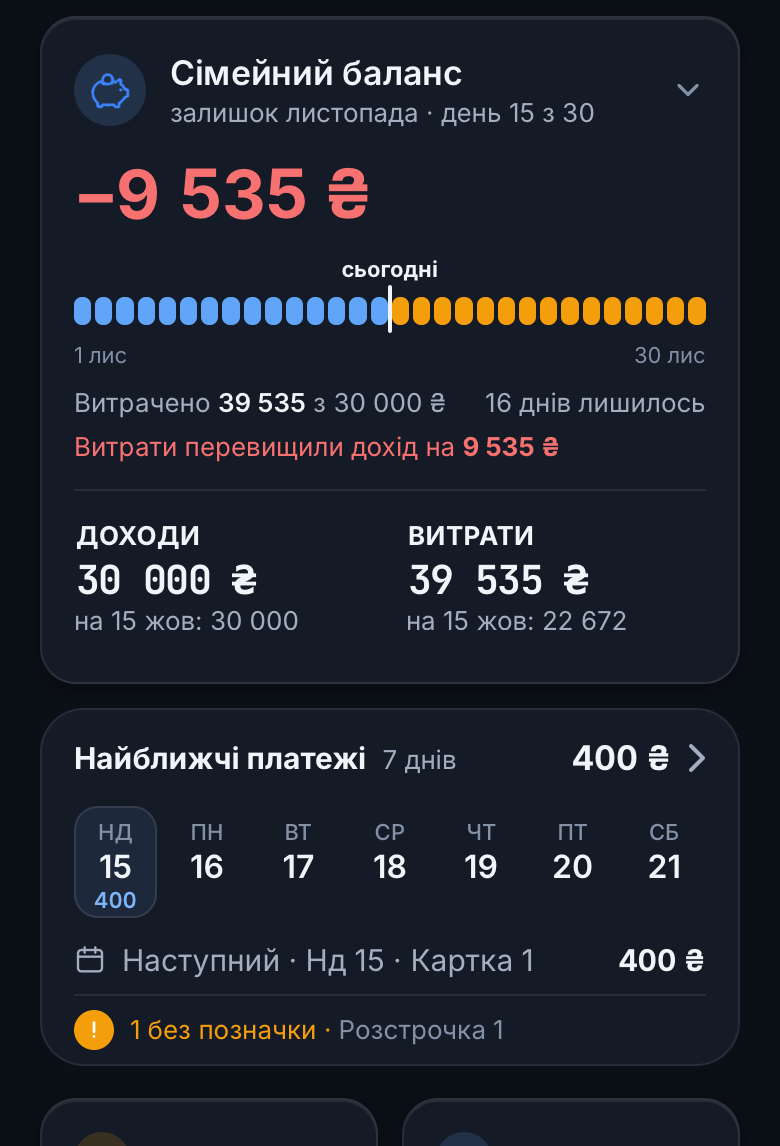 Сімейний баланс
залишок листопада · день 15 з 30
−9 535 ₴
сьогодні
1 лис 30 лис
Витрачено 39 535 з 30 000 ₴ 16 днів лишилось
Витрати перевищили дохід на 9 535 ₴
ДОХОДИ ВИТРАТИ
30 000 ₴ 39 535 ₴
на 15 жов: 30 000 на 15 жов: 22 672
Найближчі платежі 7 днів 400 ₴
НД ПН ВТ СР ЧТ ПТ СБ
15 16 17 18 19 20 21
400
Наступний · Нд 15 · Картка 1 400 ₴
! 1 без позначки · Розстрочка 1